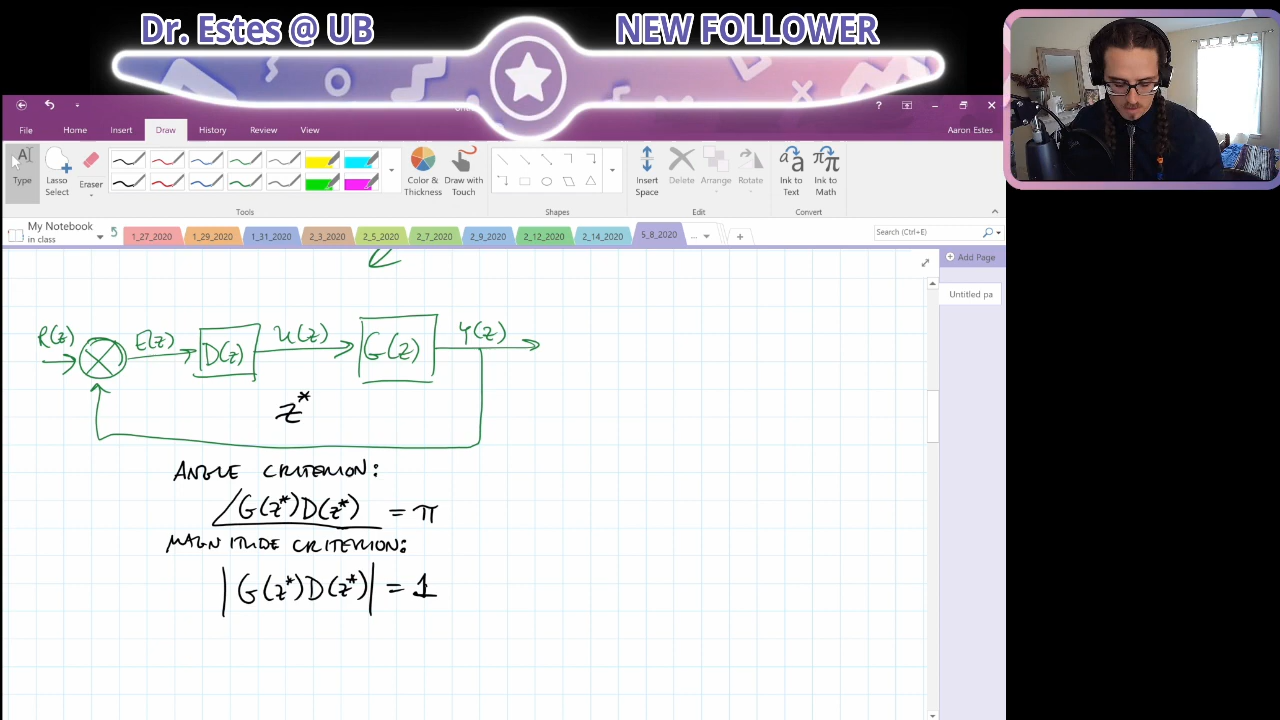 Dr. Estes @ UB
NEW FOLLOWER
File Home Insert Draw History Review View
Aaron Estes
Type
Lasso Select
Eraser
Color & Thickness
Draw with Touch
Insert Space
Delete
Arrange
Rotate
Ink to Text
Ink to Math
Tools
Shapes
Edit
Convert
My Notebook
in class
1_27_2020 1_29_2020 1_31_2020 2_3_2020 2_5_2020 2_7_2020 2_9_2020 2_12_2020 2_14_2020 5_8_2020 ...
Search (Ctrl+E)
Add Page
Untitled pa
R(z) E(z) D(z) U(z) G(z) Y(z)
z*
ANGLE CRITERION:
∠G(z*)D(z*) = π
MAGNITUDE CRITERION:
|G(z*)D(z*)| = 1